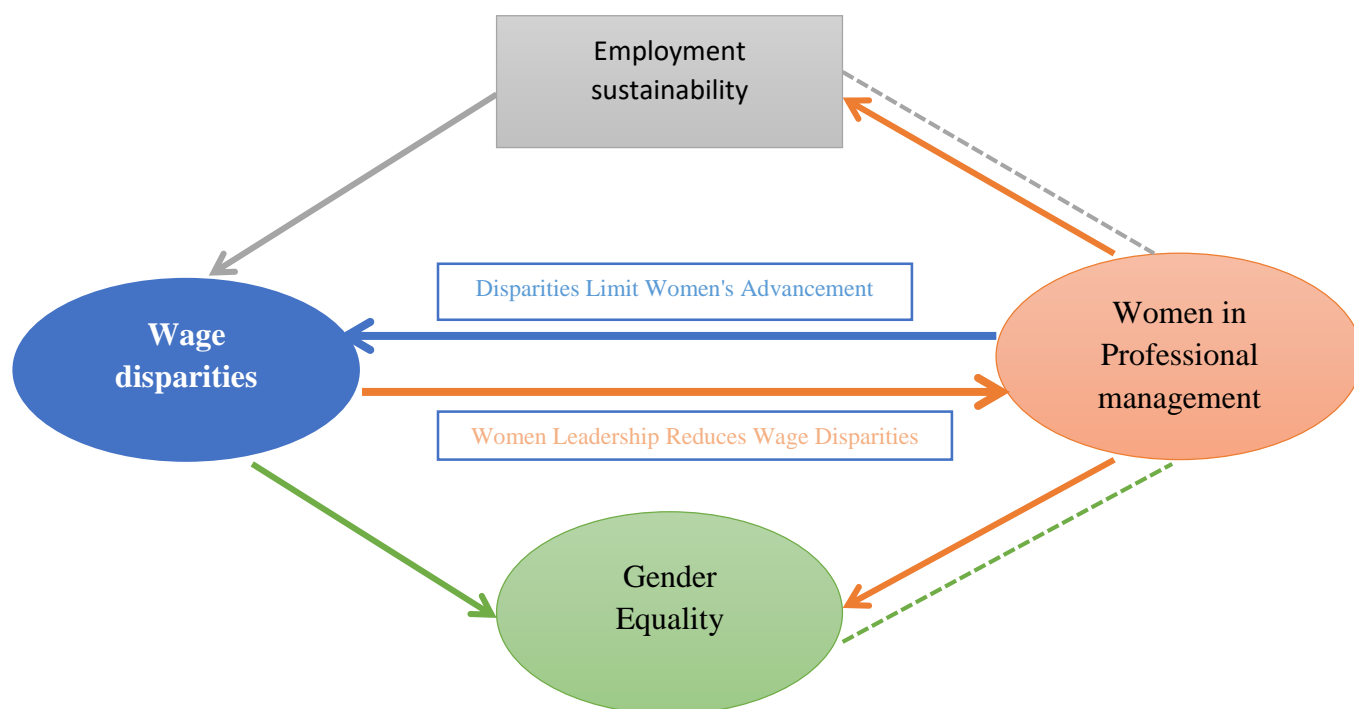 Employment
sustainability
Disparities Limit Women's Advancement
Wage
disparities
Women in
Professional
management
Women Leadership Reduces Wage Disparities
Gender
Equality